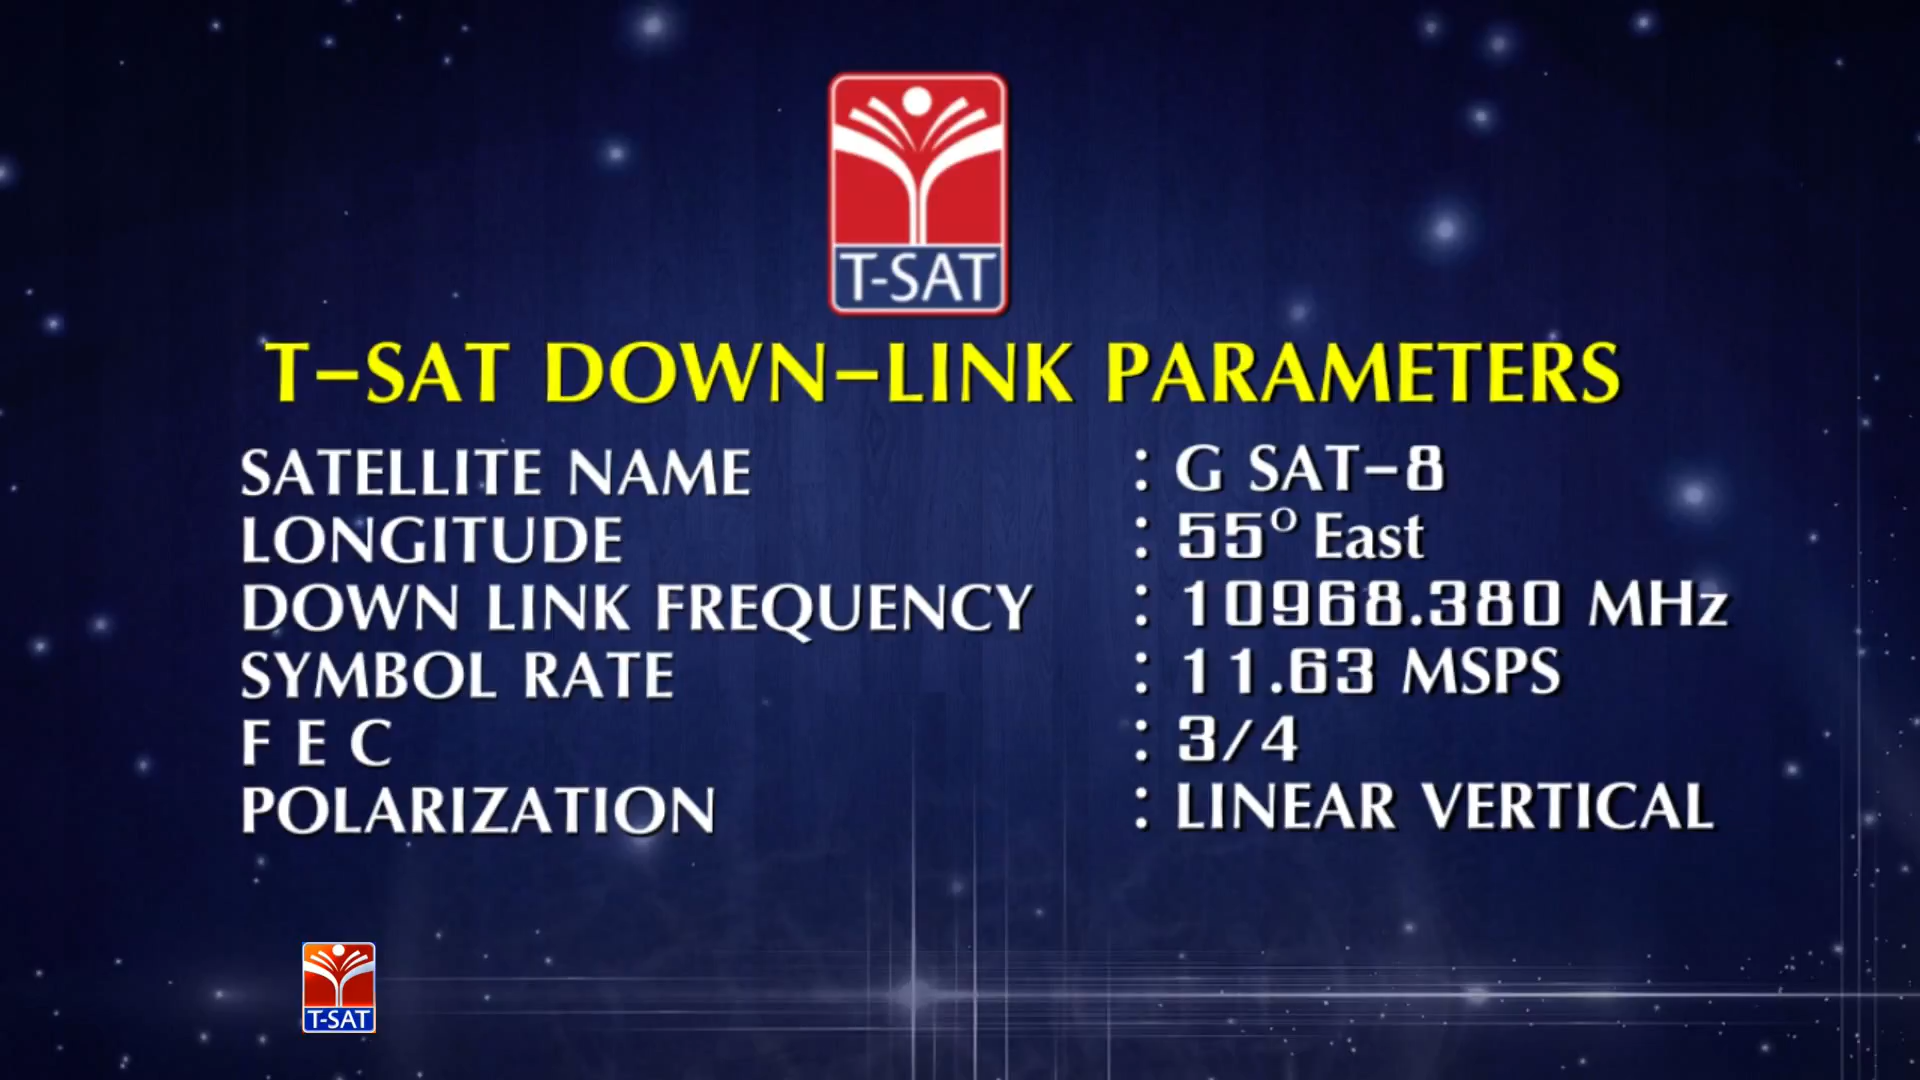 T-SAT
T-SAT DOWN-LINK PARAMETERS
SATELLITE NAME : G SAT-8
LONGITUDE : 55° East
DOWN LINK FREQUENCY : 10968.380 MHz
SYMBOL RATE : 11.63 MSPS
F E C : 3/4
POLARIZATION : LINEAR VERTICAL
T-SAT